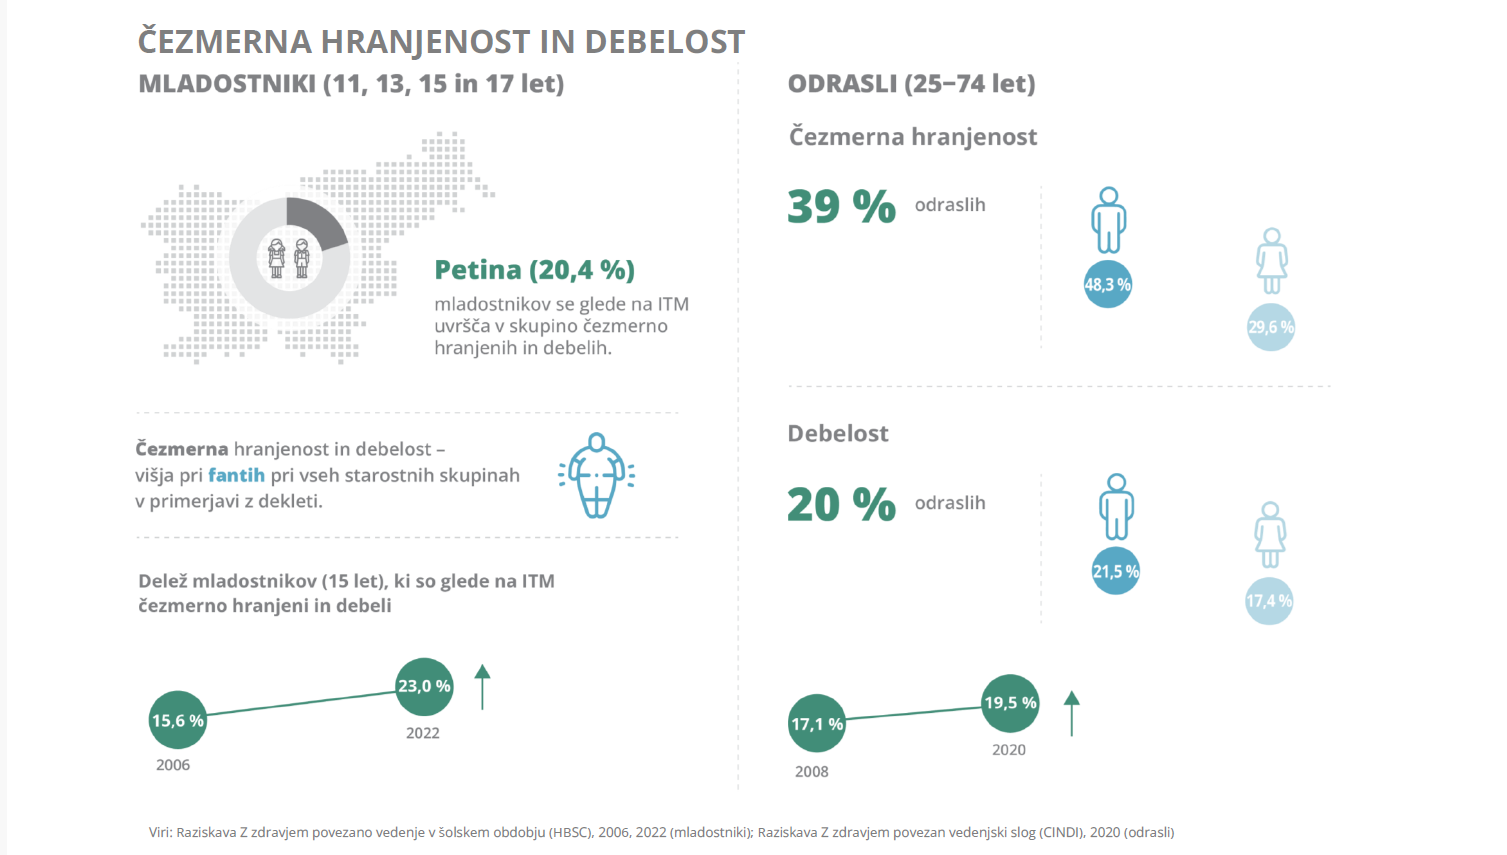 ČEZMERNA HRANJENOST IN DEBELOST
MLADOSTNIKI (11, 13, 15 in 17 let)
Petina (20,4 %)
mladostnikov se glede na ITM
uvršča v skupino čezmerno
hranjenih in debelih.
Čezmerna hranjenost in debelost –
višja pri fantih pri vseh starostnih skupinah
v primerjavi z dekleti.
Delež mladostnikov (15 let), ki so glede na ITM
čezmerno hranjeni in debeli
15,6 %
2006
23,0 %
2022
ODRASLI (25–74 let)
Čezmerna hranjenost
39 % odraslih
48,3 %
29,6 %
Debelost
20 % odraslih
21,5 %
17,4 %
17,1 %
2008
19,5 %
2020
Viri: Raziskava Z zdravjem povezano vedenje v šolskem obdobju (HBSC), 2006, 2022 (mladostniki); Raziskava Z zdravjem povezan vedenjski slog (CINDI), 2020 (odrasli)